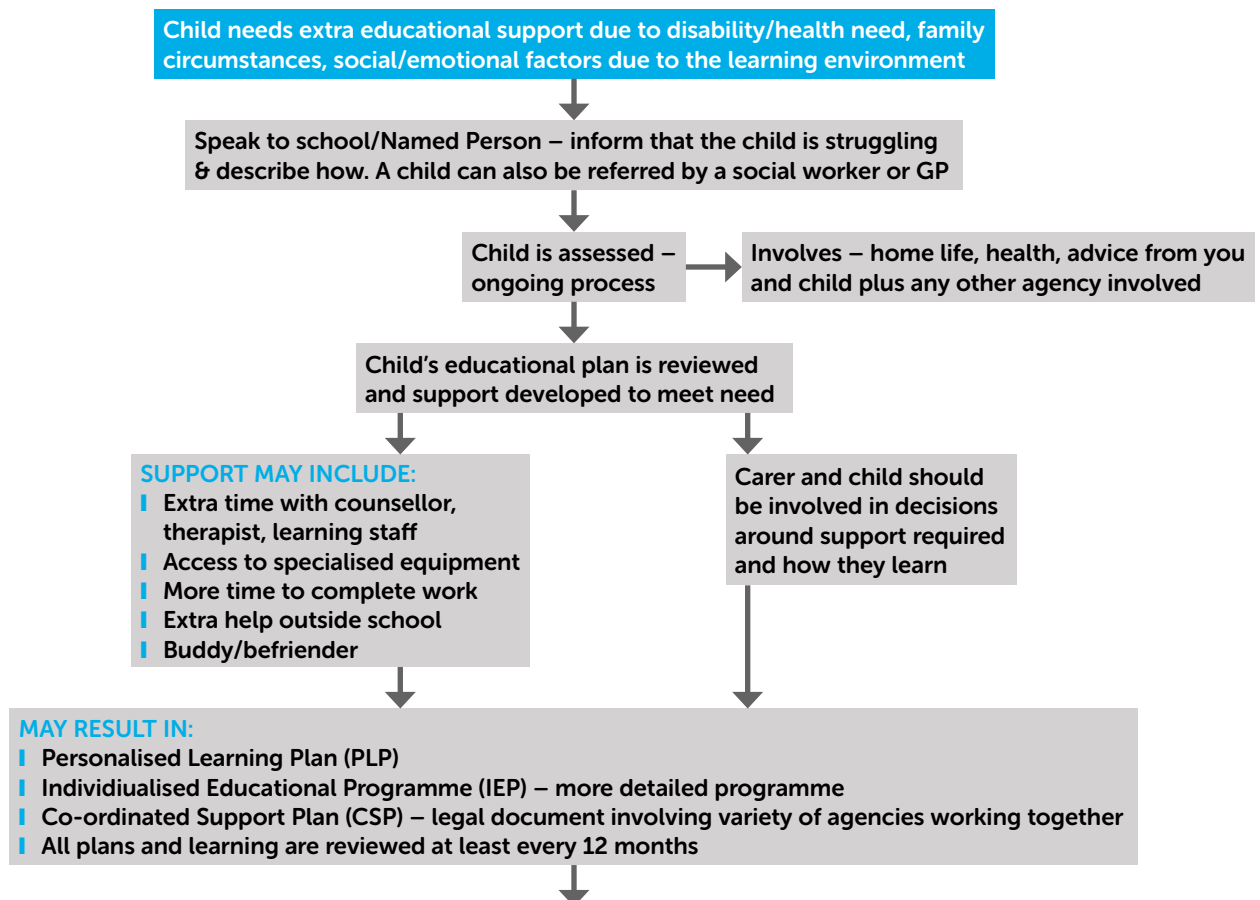 Child needs extra educational support due to disability/health need, family
circumstances, social/emotional factors due to the learning environment
Speak to school/Named Person – inform that the child is struggling
& describe how. A child can also be referred by a social worker or GP
Child is assessed –
ongoing process
Involves – home life, health, advice from you
and child plus any other agency involved
Child’s educational plan is reviewed
and support developed to meet need
SUPPORT MAY INCLUDE:
Extra time with counsellor,
therapist, learning staff
Access to specialised equipment
More time to complete work
Extra help outside school
Buddy/befriender
Carer and child should
be involved in decisions
around support required
and how they learn
MAY RESULT IN:
Personalised Learning Plan (PLP)
Individiualised Educational Programme (IEP) – more detailed programme
Co-ordinated Support Plan (CSP) – legal document involving variety of agencies working together
All plans and learning are reviewed at least every 12 months